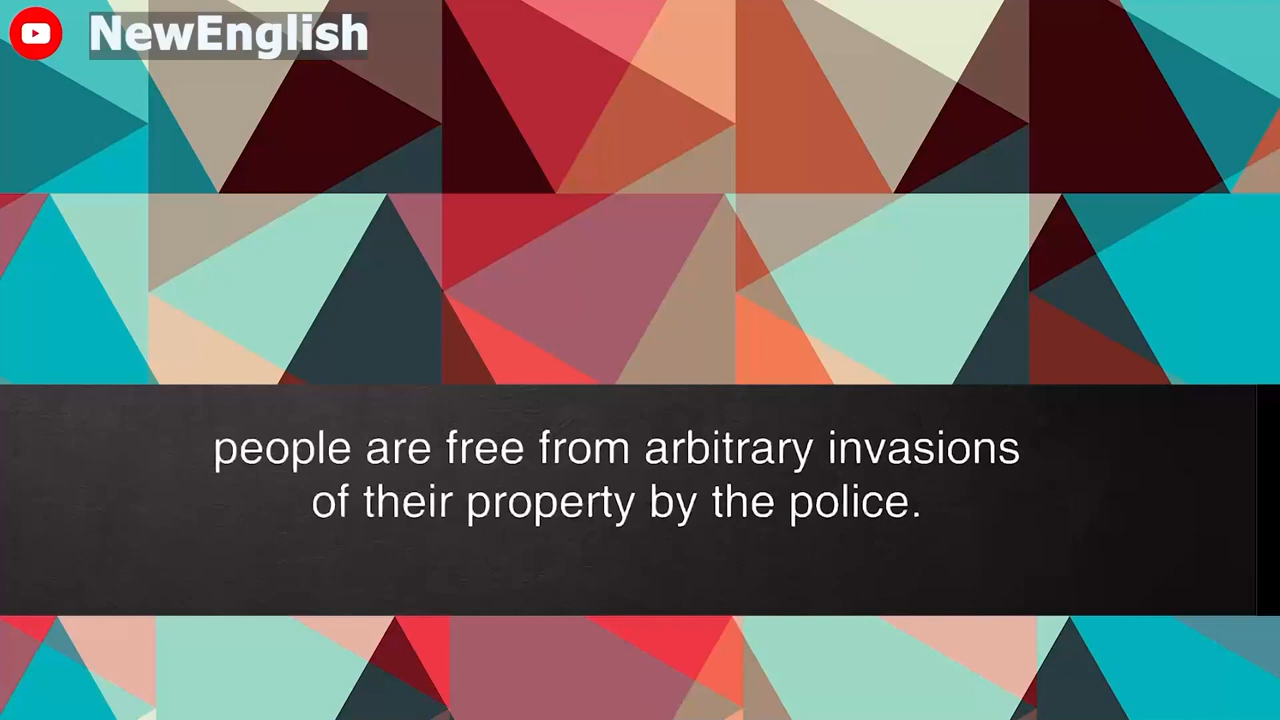 NewEnglish
people are free from arbitrary invasions
of their property by the police.